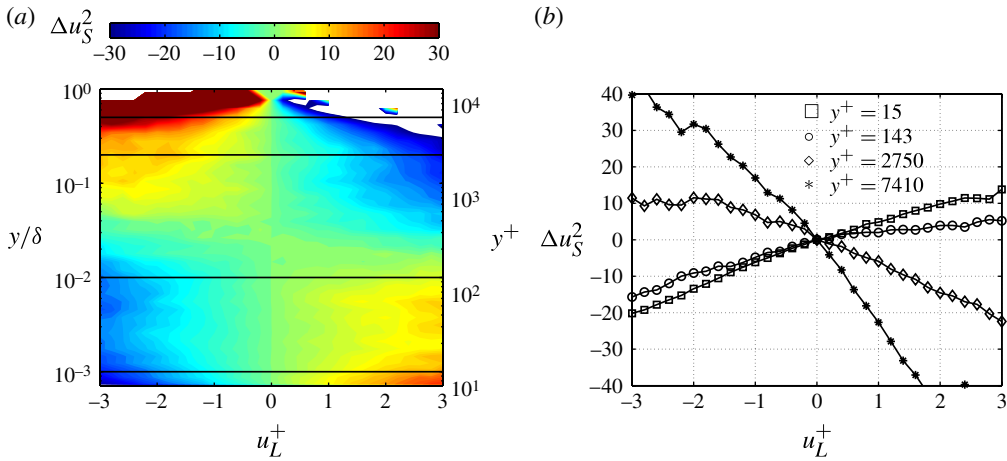 (a)
Δu_S^2
−30 −20 −10 0 10 20 30
10^0
10^−1
10^−2
10^−3
y/δ
10^4
10^3
10^2
10^1
y^+
−3 −2 −1 0 1 2 3
u_L^+
(b)
Δu_S^2
40
30
20
10
0
−10
−20
−30
−40
y^+ = 15
y^+ = 143
y^+ = 2750
y^+ = 7410
−3 −2 −1 0 1 2 3
u_L^+